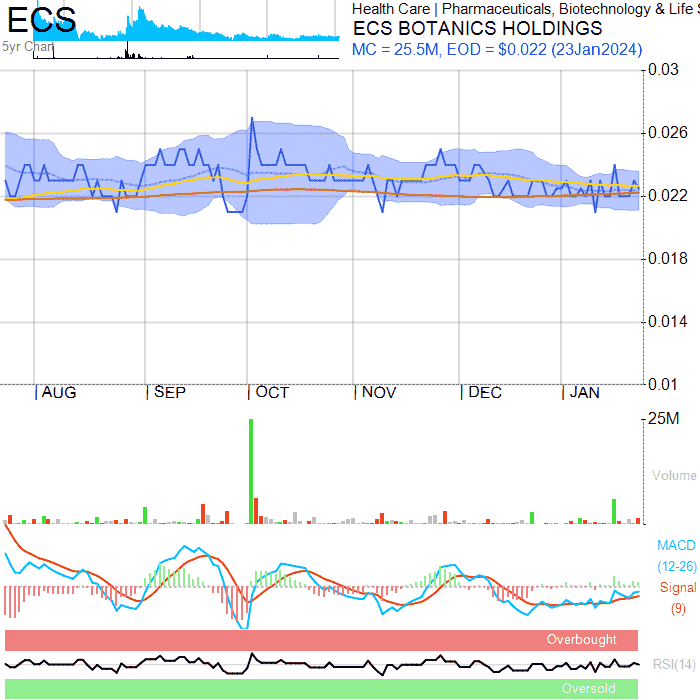 ECS
5yr Chart
Health Care | Pharmaceuticals, Biotechnology & Life
ECS BOTANICS HOLDINGS
MC = 25.5M, EOD = $0.022 (23Jan2024)
0.03
0.026
0.022
0.018
0.014
0.01
| AUG | SEP | OCT | NOV | DEC | JAN
25M
Volume
MACD
(12-26)
Signal
(9)
Overbought
RSI(14)
Oversold